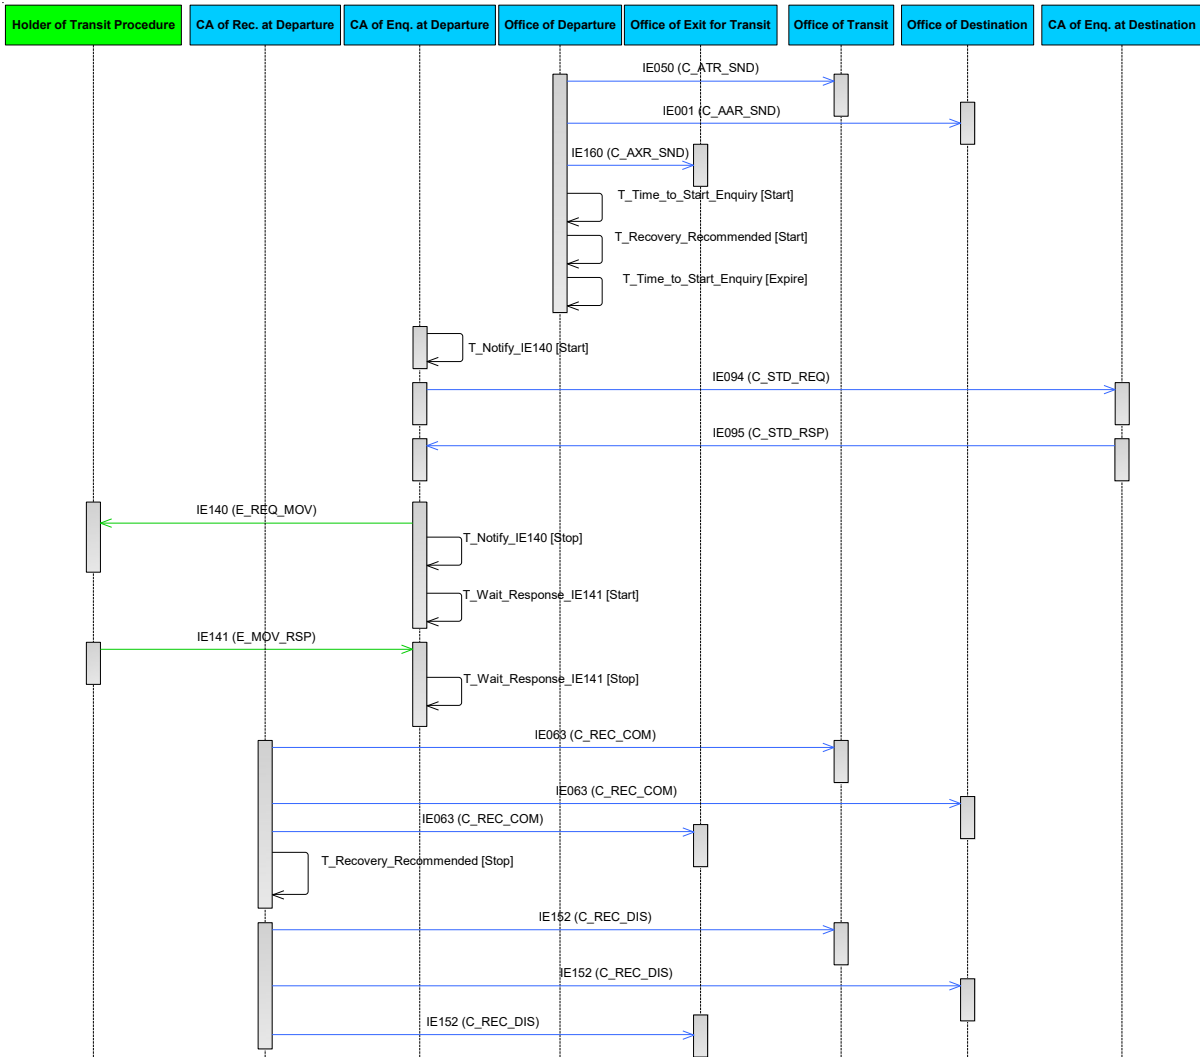 Holder of Transit Procedure
CA of Rec. at Departure
CA of Enq. at Departure
Office of Departure
Office of Exit for Transit
Office of Transit
Office of Destination
CA of Enq. at Destination
IE050 (C_ATR_SND)
IE001 (C_AAR_SND)
IE160 (C_AXR_SND)
T_Time_to_Start_Enquiry [Start]
T_Recovery_Recommended [Start]
T_Time_to_Start_Enquiry [Expire]
T_Notify_IE140 [Start]
IE094 (C_STD_REQ)
IE095 (C_STD_RSP)
IE140 (E_REQ_MOV)
T_Notify_IE140 [Stop]
T_Wait_Response_IE141 [Start]
IE141 (E_MOV_RSP)
T_Wait_Response_IE141 [Stop]
IE063 (C_REC_COM)
IE063 (C_REC_COM)
IE063 (C_REC_COM)
T_Recovery_Recommended [Stop]
IE152 (C_REC_DIS)
IE152 (C_REC_DIS)
IE152 (C_REC_DIS)